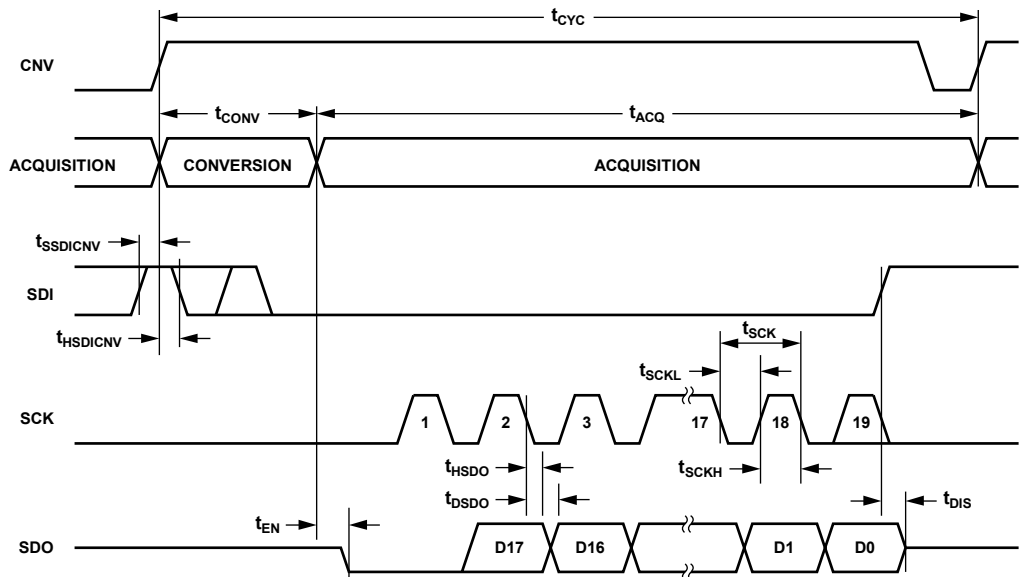 tCYC
CNV
tCONV
tACQ
ACQUISITION CONVERSION ACQUISITION
tSSDICNV
SDI
tHSDICNV
tSCK
tSCKL
SCK 1 2 3 17 18 19
tHSDO
tSCKH
tDSDO
tEN
tDIS
SDO D17 D16 D1 D0